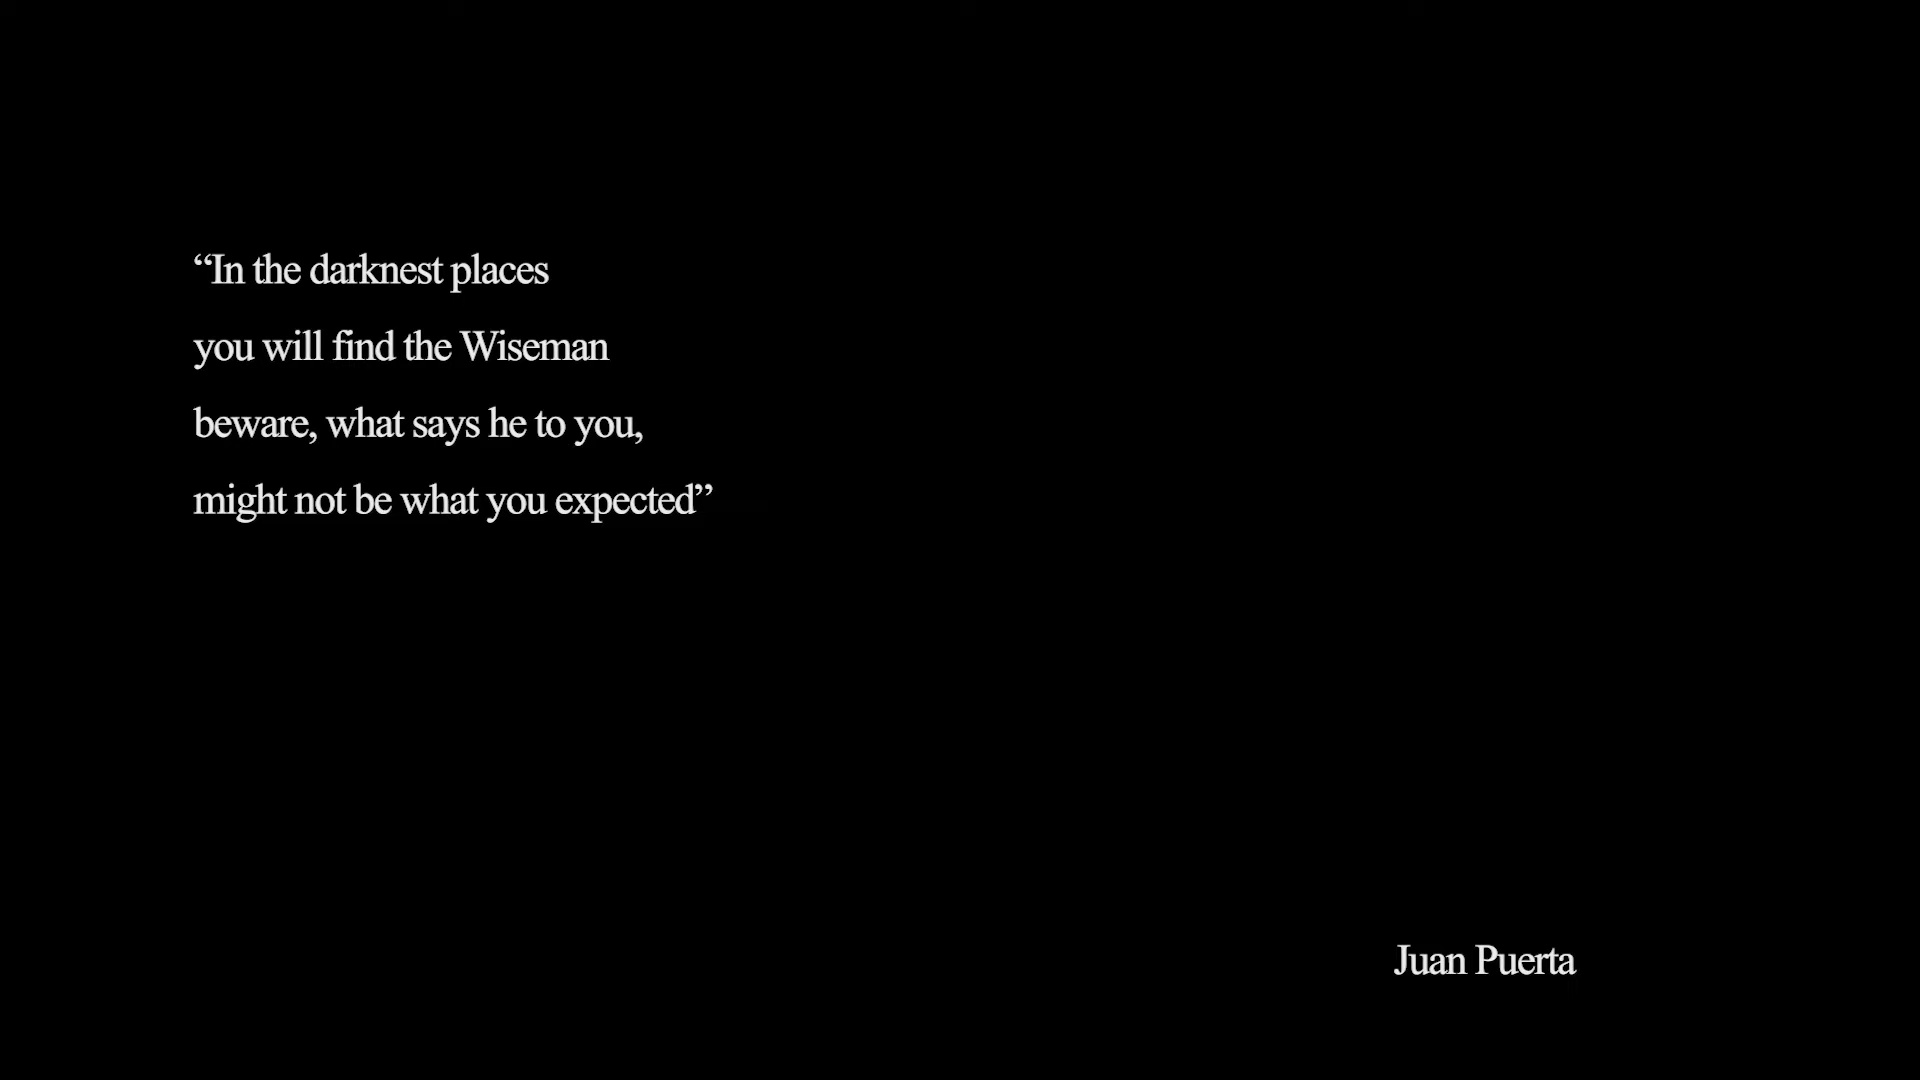 “In the darknest places
you will find the Wiseman
beware, what says he to you,
might not be what you expected”
Juan Puerta